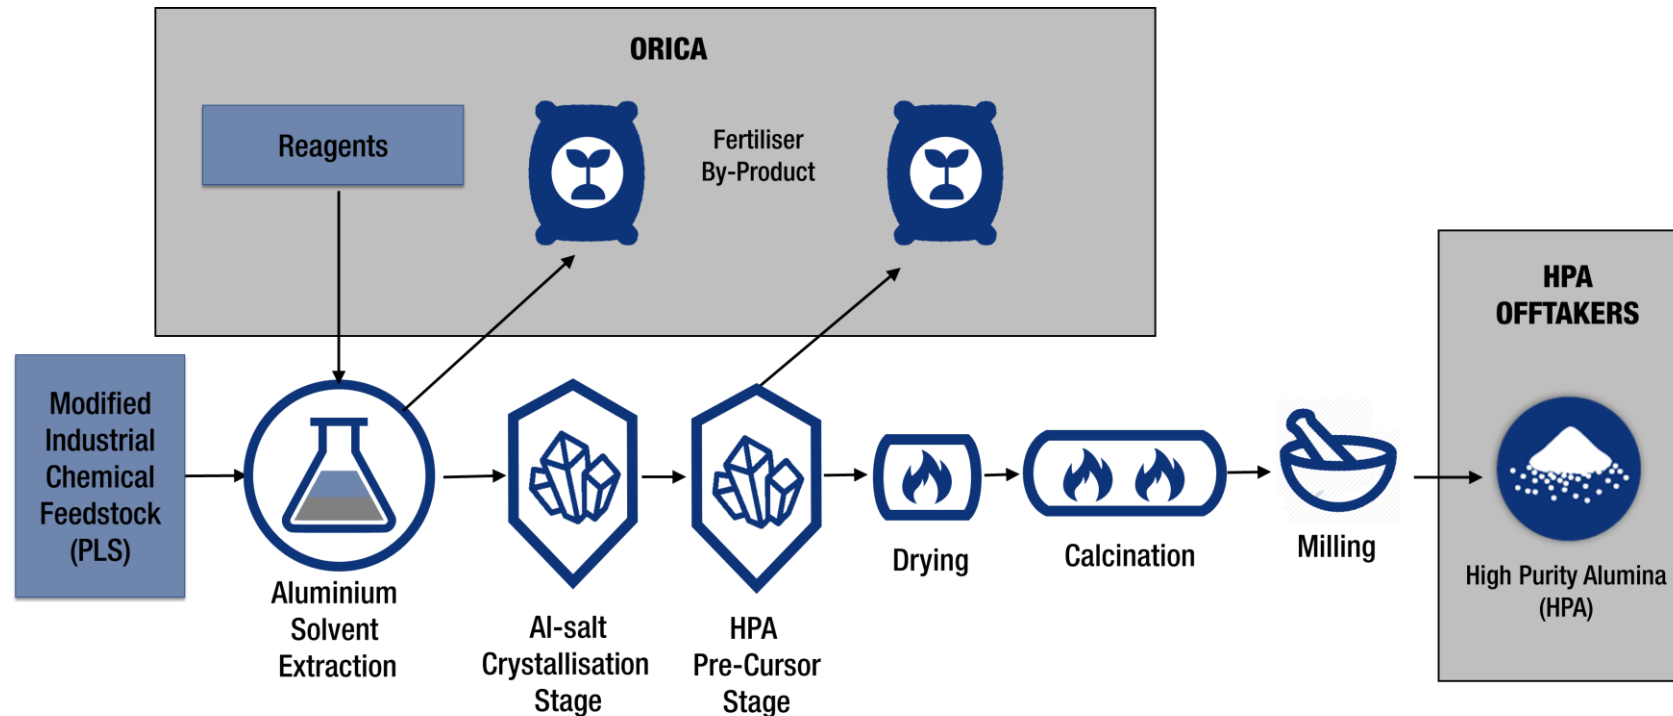 ORICA
Reagents
Fertiliser
By-Product
HPA
OFFTAKERS
Modified
Industrial
Chemical
Feedstock
(PLS)
Aluminium
Solvent
Extraction
Al-salt
Crystallisation
Stage
HPA
Pre-Cursor
Stage
Drying
Calcination
Milling
High Purity Alumina
(HPA)